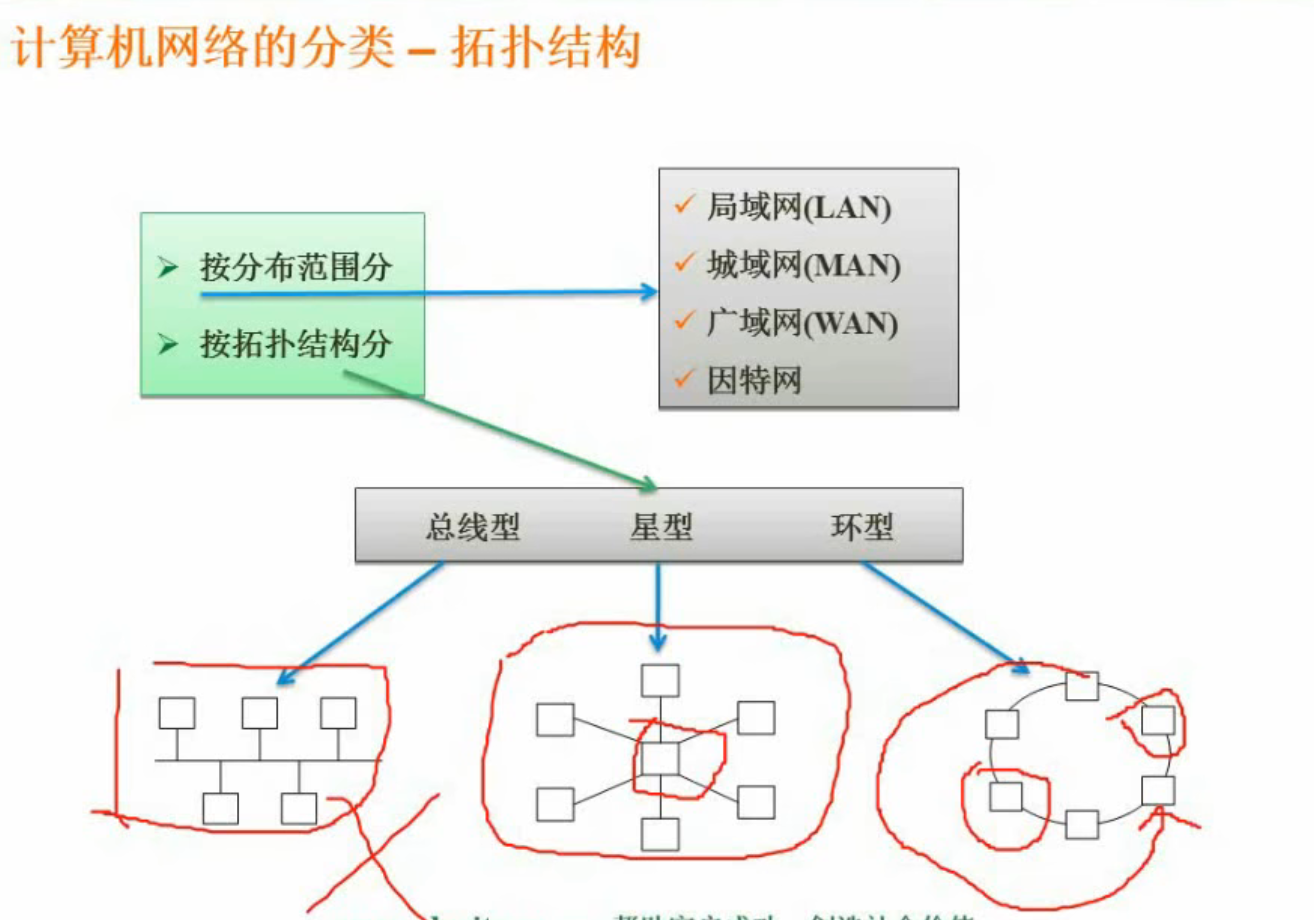 计算机网络的分类 – 拓扑结构
按分布范围分
按拓扑结构分
局域网(LAN)
城域网(MAN)
广域网(WAN)
因特网
总线型 星型 环型